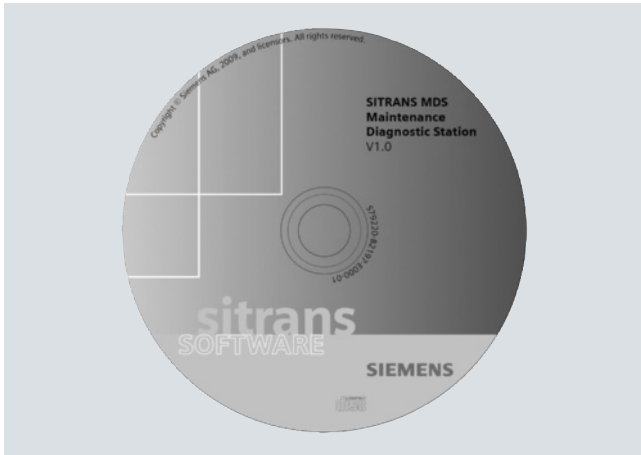 Copyright © Siemens AG, 2009, and licensors. All rights reserved.
SITRANS MDS
Maintenance
Diagnostic Station
V1.0
sitrans
SOFTWARE
SIEMENS